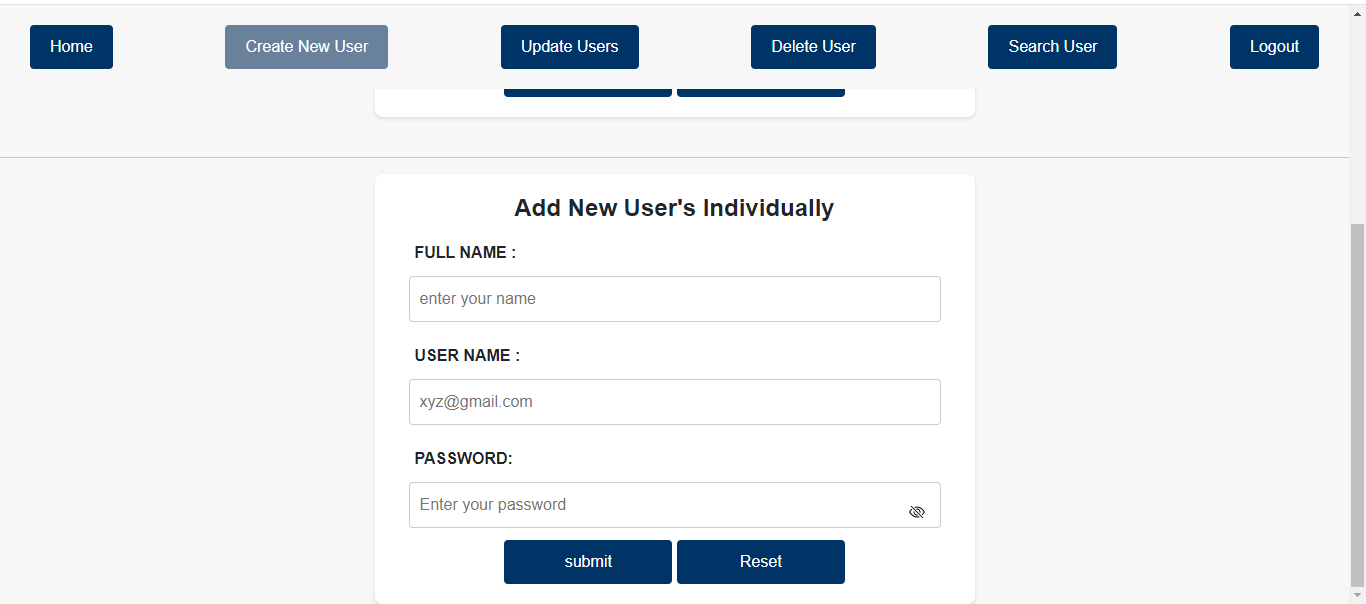 Home Create New User Update Users Delete User Search User Logout
Add New User's Individually
FULL NAME :
enter your name
USER NAME :
xyz@gmail.com
PASSWORD:
Enter your password
submit Reset